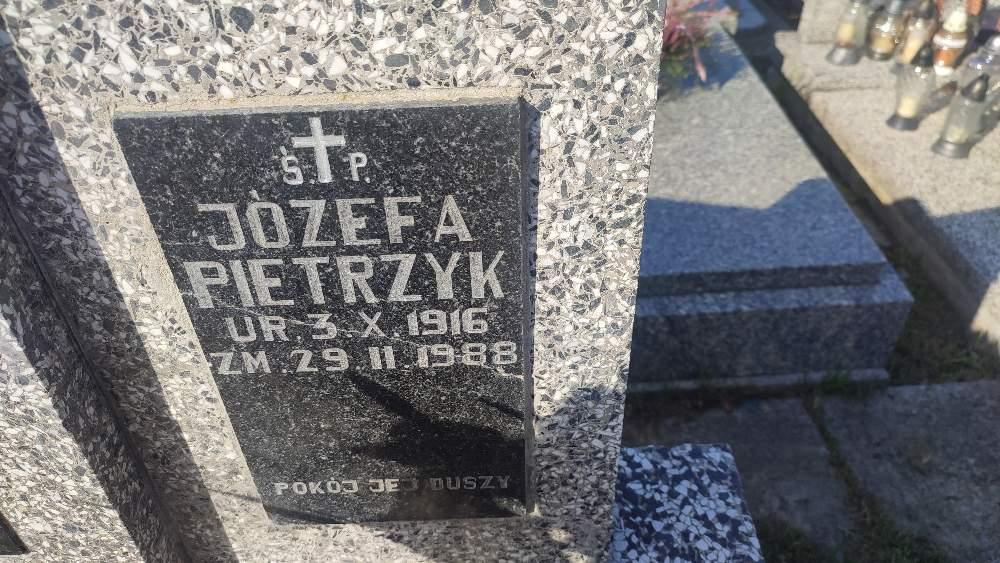 Ś. P.
JÓZEFA
PIETRZYK
UR. 3. X. 1916
ZM. 29. II. 1988
POKÓJ JEJ DUSZY